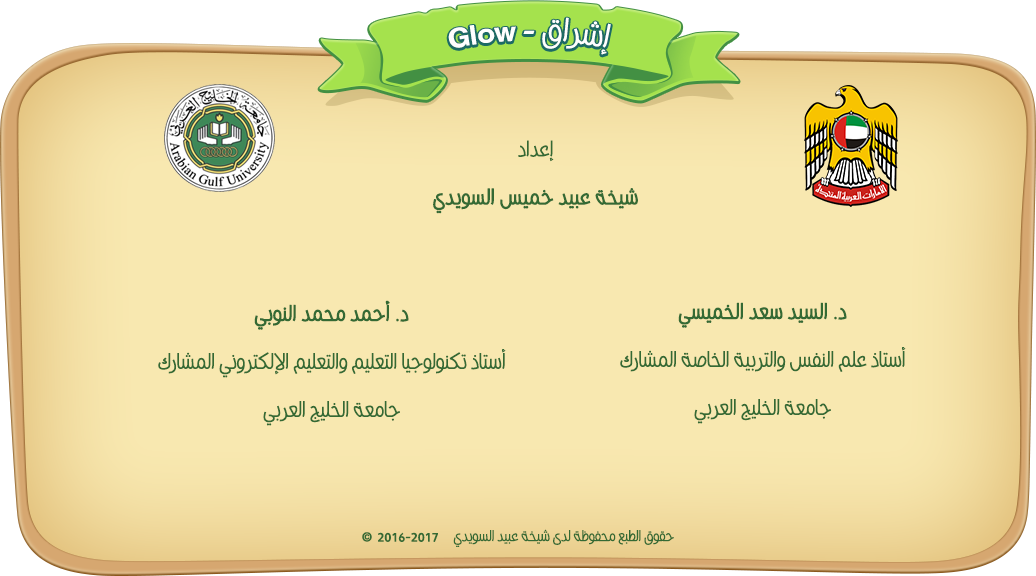 إشراق - Glow
جامعة الخليج العربي
Arabian Gulf University
الامارات العربية المتحدة
إعداد
شيخة عبيد خميس السويدي
د. السيد سعد الخميسي
أستاذ علم النفس والتربية الخاصة المشارك
جامعة الخليج العربي
د. أحمد محمد النوبي
أستاذ تكنولوجيا التعليم والتعليم الإلكتروني المشارك
جامعة الخليج العربي
حقوق الطبع محفوظة لدى شيخة عبيد السويدي 2016-2017 ©